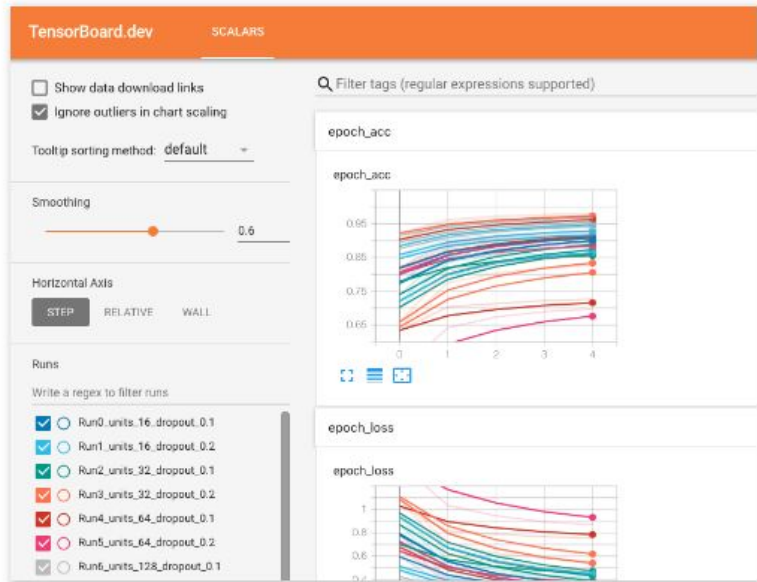 TensorBoard.dev SCALARS
Show data download links
Ignore outliers in chart scaling
Tooltip sorting method: default
Smoothing
0.6
Horizontal Axis
STEP RELATIVE WALL
Runs
Write a regex to filter runs
Run0_units_16_dropout_0.1
Run1_units_16_dropout_0.2
Run2_units_32_dropout_0.1
Run3_units_32_dropout_0.2
Run4_units_64_dropout_0.1
Run5_units_64_dropout_0.2
Run6_units_128_dropout_0.1
Filter tags (regular expressions supported)
epoch_acc
epoch_acc
0.95
0.85
0.75
0.65
0 1 2 3 4
epoch_loss
epoch_loss
1
0.8
0.6
0.4